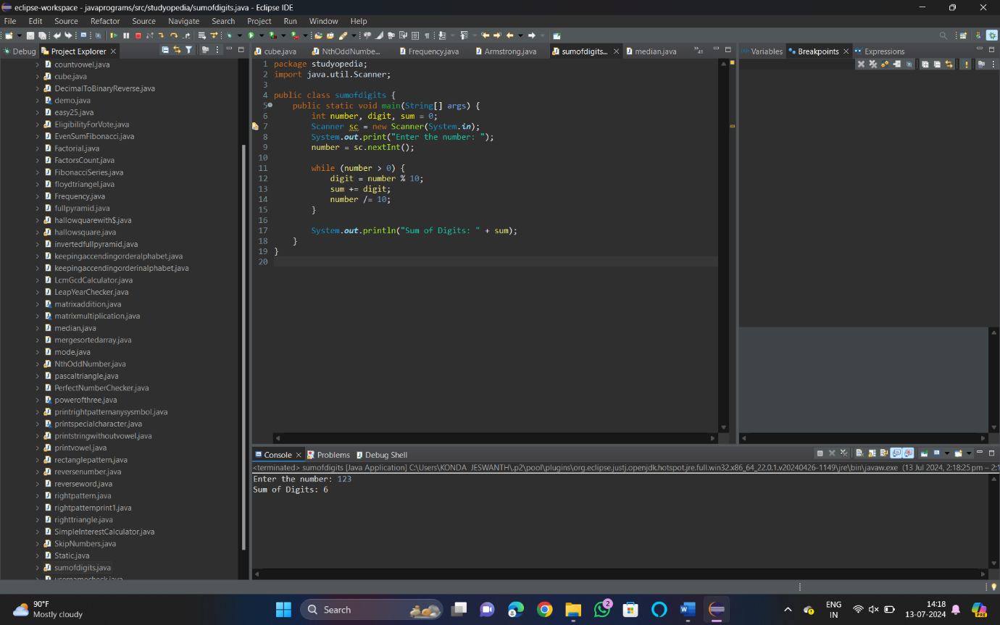 eclipse-workspace - javaprograms/src/studyopedia/sumofdigits.java - Eclipse IDE
File Edit Source Refactor Source Navigate Search Project Run Window Help
Debug Project Explorer
cube.java NthOddNumbe... Frequency.java Armstrong.java sumofdigits... median.java »41
Variables Breakpoints Expressions
countvowel.java
cube.java
DecimalToBinaryReverse.java
demo.java
easy25.java
EligibilityForVote.java
EvenSumFibonacci.java
Factorial.java
FactorsCount.java
FibonacciSeries.java
floydtriangel.java
Frequency.java
fullpyramid.java
hallowquarewith$.java
hallowsquare.java
invertedfullpyramid.java
keepingaccendingorderalphabet.java
keepingaccendingorderinalphabet.java
LcmGcdCalculator.java
LeapYearChecker.java
matrixaddition.java
matrixmultiplication.java
median.java
mergesortedarray.java
mode.java
NthOddNumber.java
pascaltriangle.java
PerfectNumberChecker.java
powerofthree.java
printrightpatternanysysmbol.java
printspecialcharacter.java
printstringwithoutvowel.java
printvowel.java
rectanglepattern.java
reversenumber.java
reverseword.java
rightpattern.java
rightpatternprint1.java
righttriangle.java
SimpleInterestCalculator.java
SkipNumbers.java
Static.java
sumofdigits.java
usernamecheck.java
1 package studyopedia;
2 import java.util.Scanner;
3
4 public class sumofdigits {
5 public static void main(String[] args) {
6 int number, digit, sum = 0;
7 Scanner sc = new Scanner(System.in);
8 System.out.print("Enter the number: ");
9 number = sc.nextInt();
10
11 while (number > 0) {
12 digit = number % 10;
13 sum += digit;
14 number /= 10;
15 }
16
17 System.out.println("Sum of Digits: " + sum);
18 }
19 }
20
Console Problems Debug Shell
<terminated> sumofdigits [Java Application] C:\Users\KONDA JESWANTH\.p2\pool\plugins\org.eclipse.justj.openjdk.hotspot.jre.full.win32.x86_64_22.0.1.v20240426-1149\jre\bin\javaw.exe (13 Jul 2024, 2:18:25 pm – 2:1
Enter the number: 123
Sum of Digits: 6
90°F
Mostly cloudy
Search
2
ENG
IN
14:18
13-07-2024
PRE